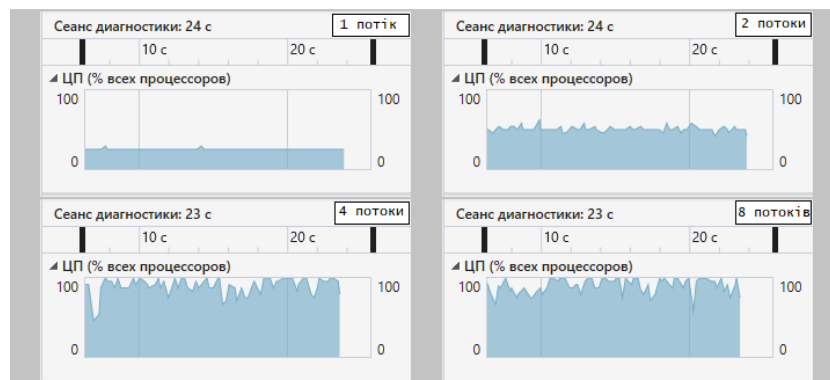 Сеанс диагностики: 24 с
1 потік
10 с 20 с
ЦП (% всех процессоров)
100 100
0 0
Сеанс диагностики: 24 с
2 потоки
10 с 20 с
ЦП (% всех процессоров)
100 100
0 0
Сеанс диагностики: 23 с
4 потоки
10 с 20 с
ЦП (% всех процессоров)
100 100
0 0
Сеанс диагностики: 23 с
8 потоків
10 с 20 с
ЦП (% всех процессоров)
100 100
0 0